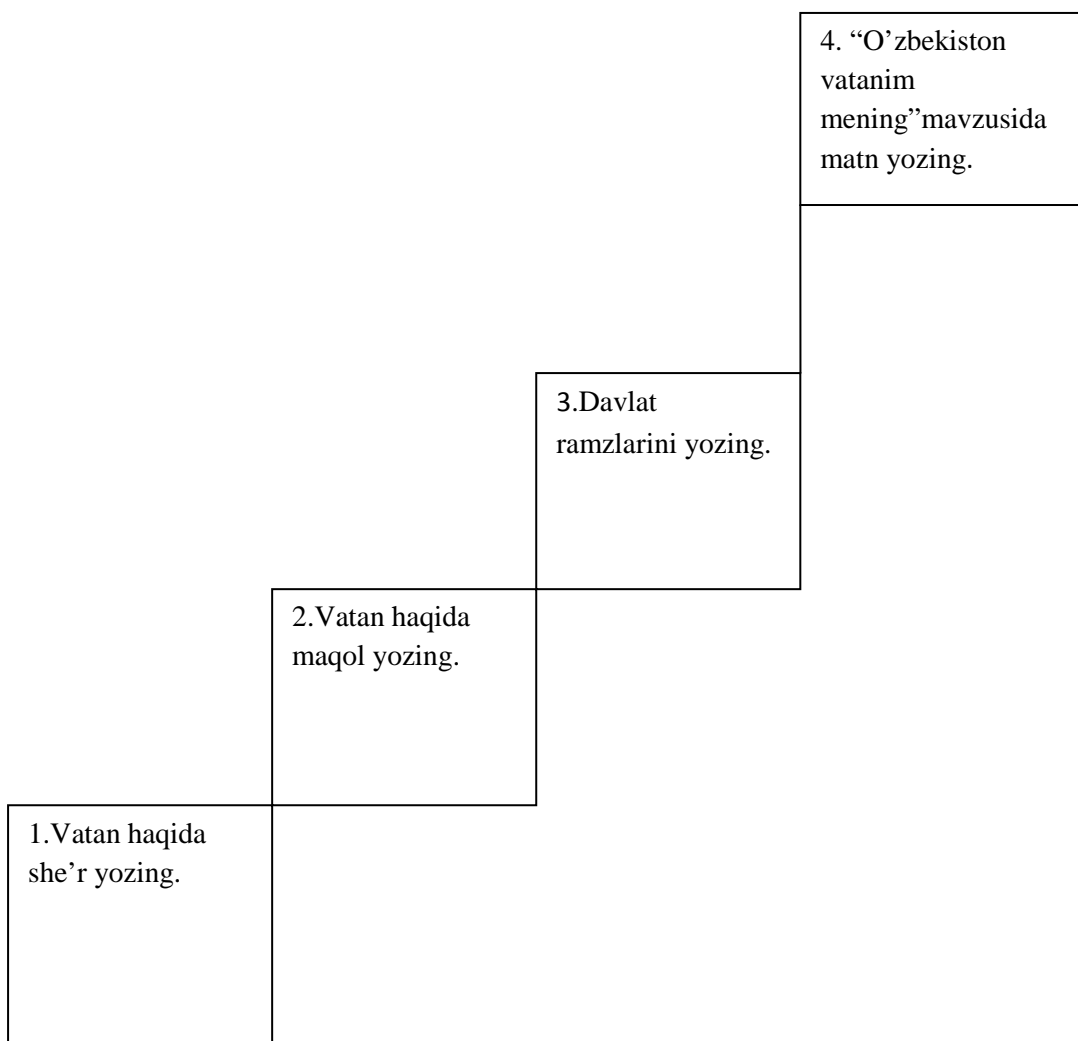 4. “O’zbekiston
vatanim
mening”mavzusida
matn yozing.
3.Davlat
ramzlarini yozing.
2.Vatan haqida
maqol yozing.
1.Vatan haqida
she’r yozing.